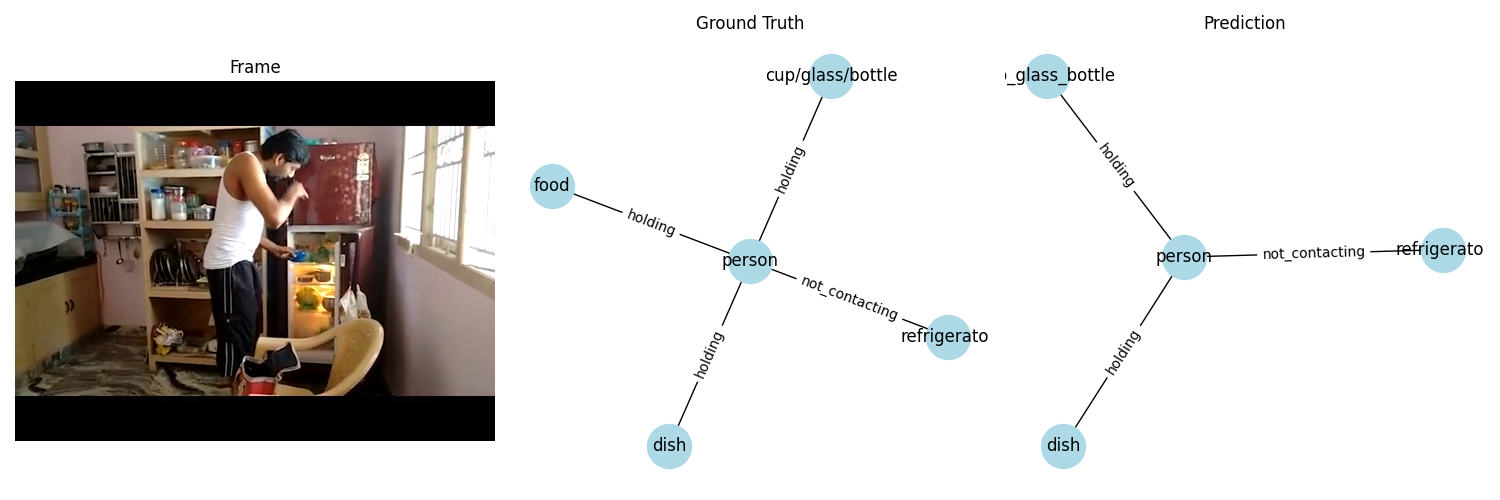 Frame
Ground Truth
cup/glass/bottle
holding
food
holding
person
not_contacting
refrigerato
holding
dish
Prediction
_glass_bottle
holding
person
not_contacting
refrigerato
holding
dish